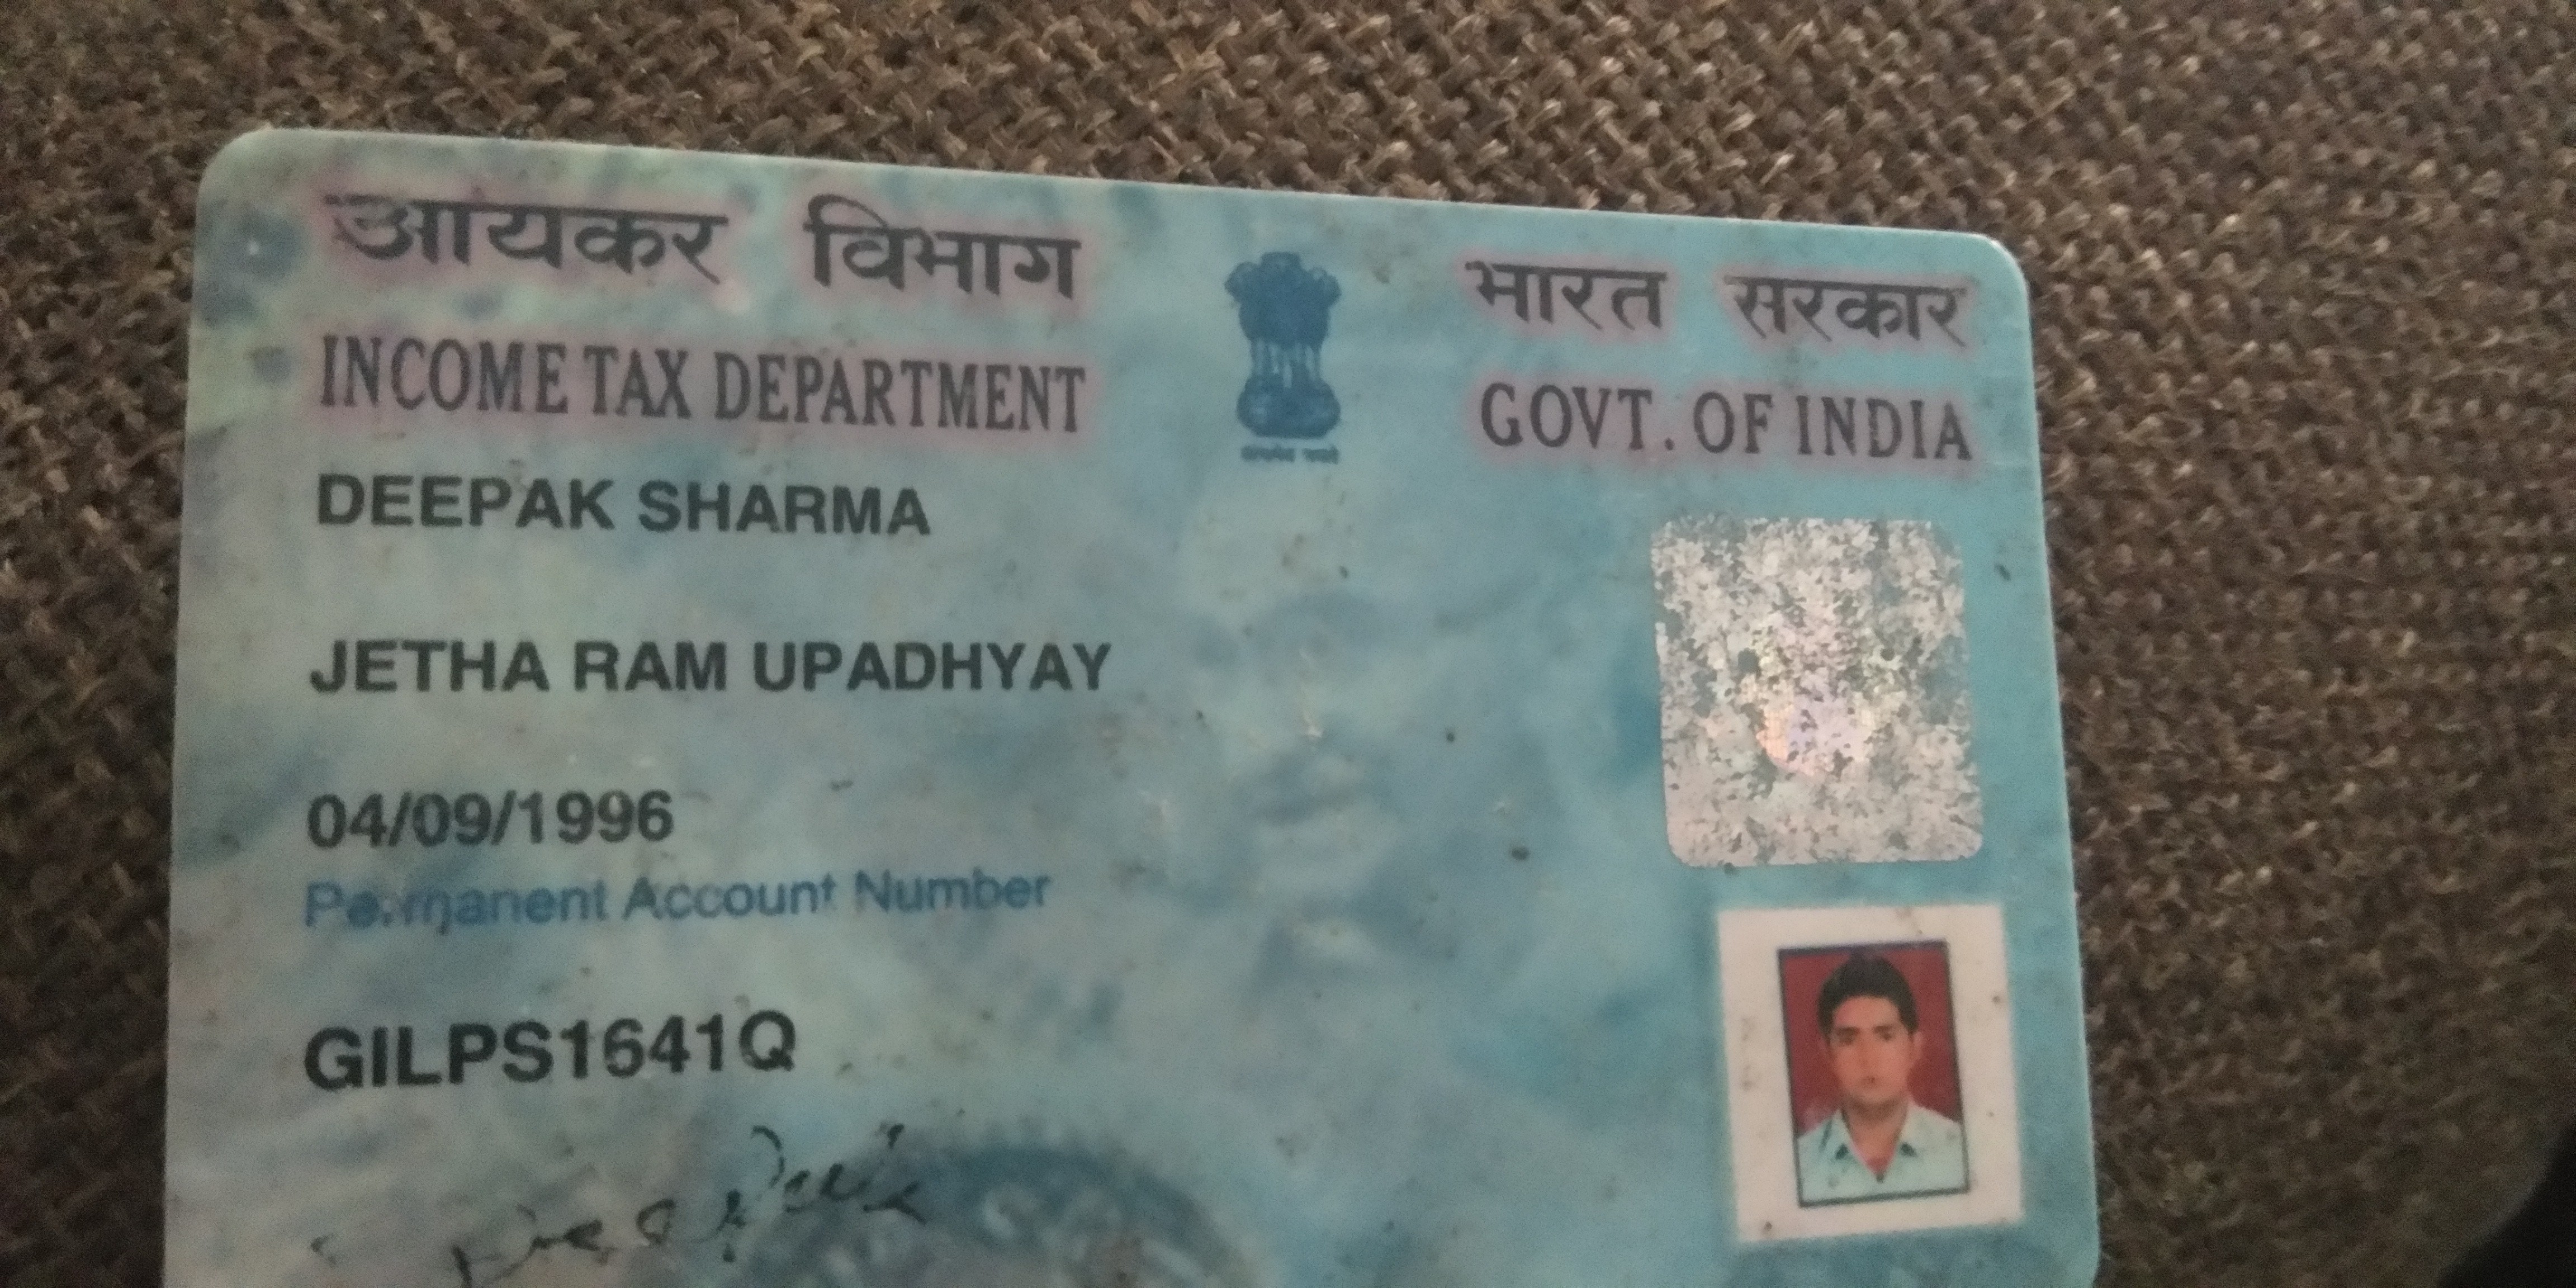 आयकर विभाग
INCOME TAX DEPARTMENT
भारत सरकार
GOVT. OF INDIA
DEEPAK SHARMA
JETHA RAM UPADHYAY
04/09/1996
Permanent Account Number
GILPS1641Q